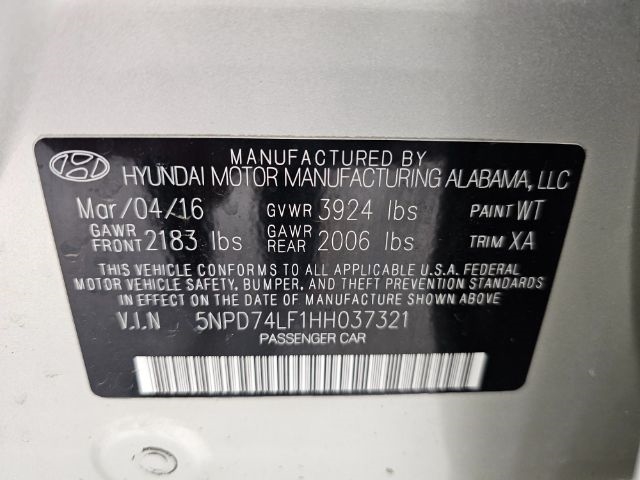 MANUFACTURED BY
HYUNDAI MOTOR MANUFACTURING ALABAMA, LLC
Mar/04/16 GVWR 3924 lbs PAINT WT
GAWR FRONT 2183 lbs GAWR REAR 2006 lbs TRIM XA
THIS VEHICLE CONFORMS TO ALL APPLICABLE U.S.A. FEDERAL
MOTOR VEHICLE SAFETY, BUMPER, AND THEFT PREVENTION STANDARDS
IN EFFECT ON THE DATE OF MANUFACTURE SHOWN ABOVE.
V.I.N 5NPD74LF1HH037321
PASSENGER CAR